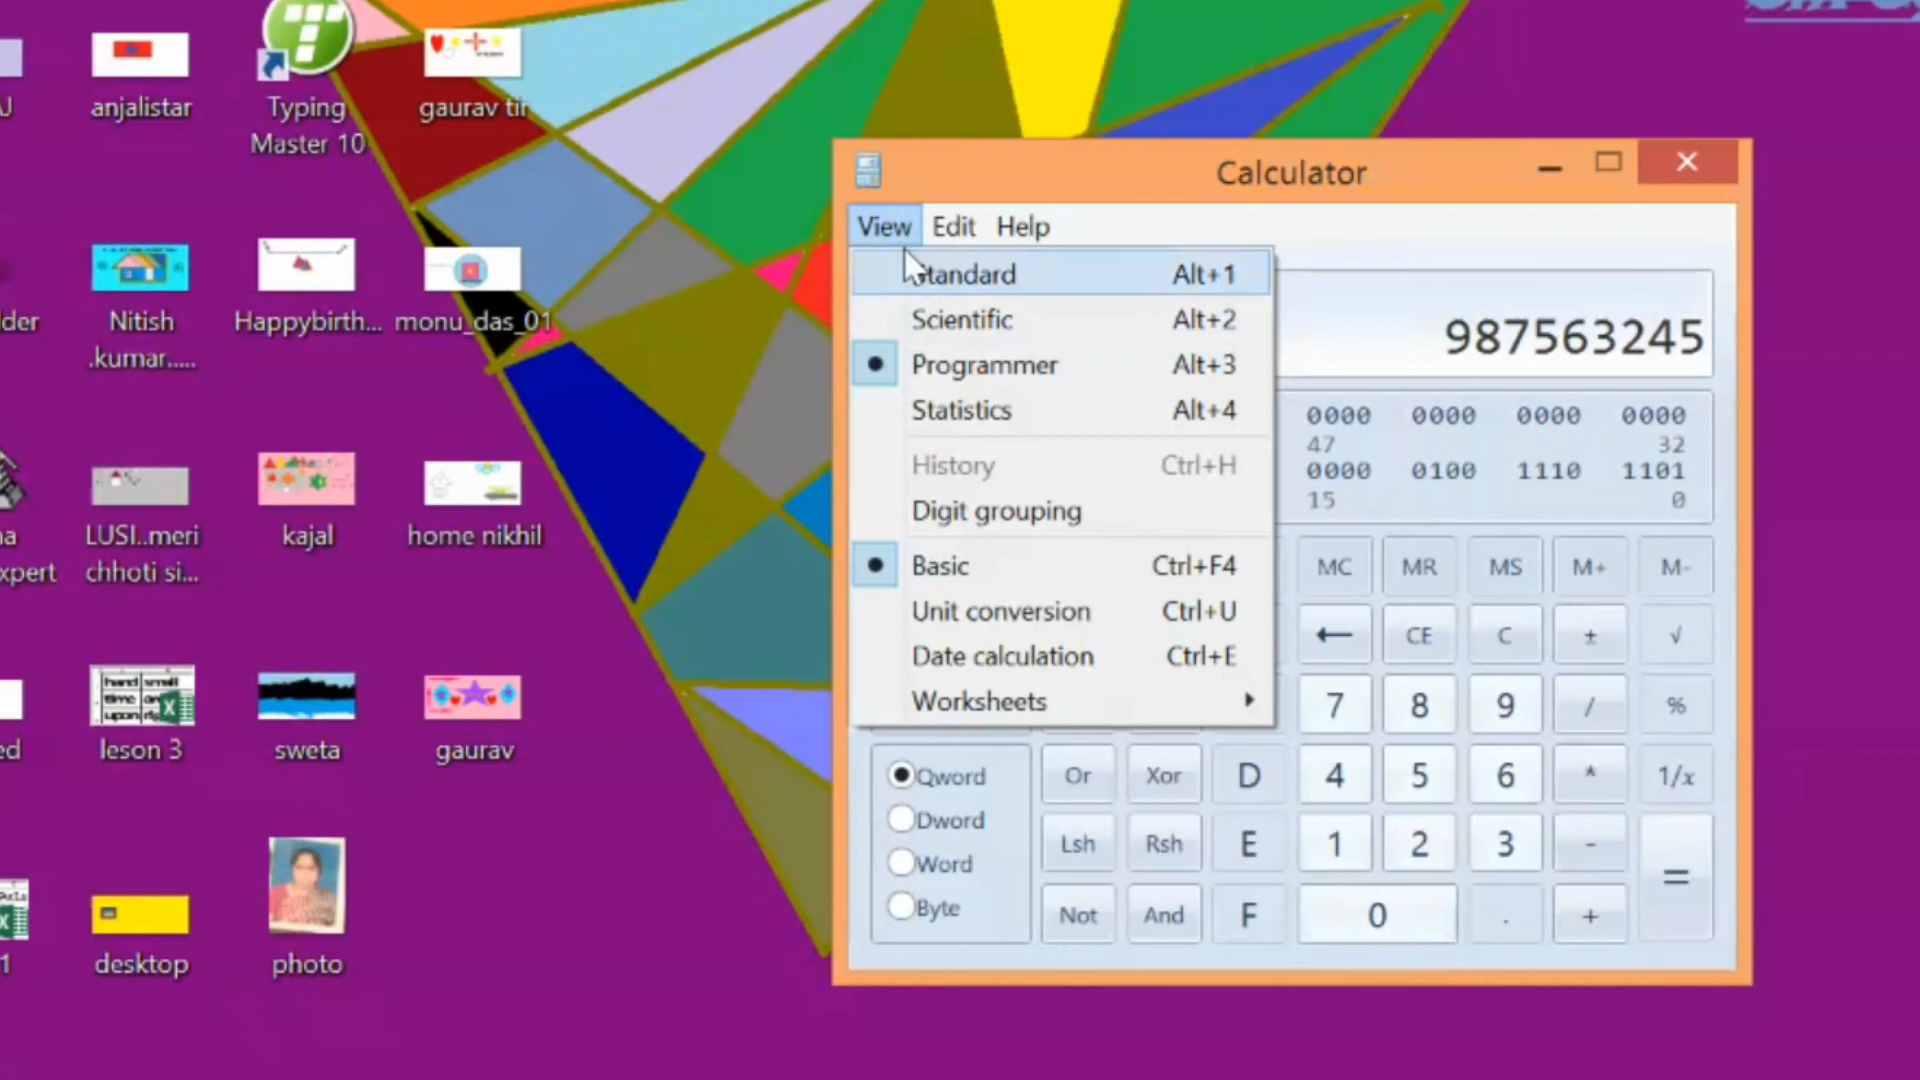 anjalistar
Typing
Master 10
gaurav tir
Nitish
.kumar.....
Happybirth...
monu_das_01
LUSI..meri
chhoti si...
kajal
home nikhil
xpert
leson 3
sweta
gaurav
desktop
photo
1
Calculator
View Edit Help
Standard Alt+1
Scientific Alt+2
Programmer Alt+3
Statistics Alt+4
History Ctrl+H
Digit grouping
Basic Ctrl+F4
Unit conversion Ctrl+U
Date calculation Ctrl+E
Worksheets
987563245
0000 0000 0000 0000
47 32
0000 0100 1110 1101
15 0
MC MR MS M+ M-
← CE C ± √
7 8 9 / %
Qword Or Xor D 4 5 6 * 1/x
Dword
Lsh Rsh E 1 2 3 - =
Word
Byte Not And F 0 . +